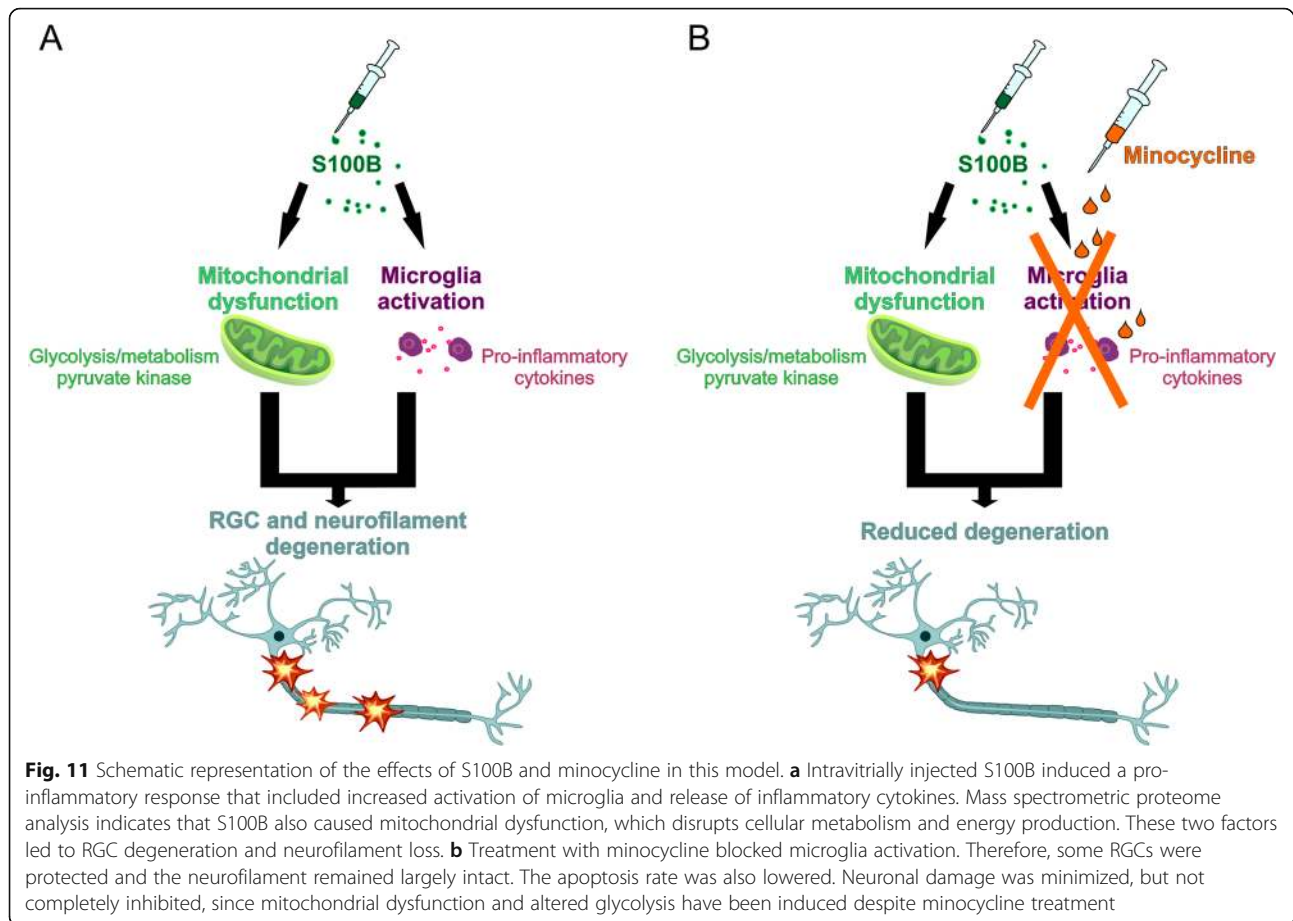 A
S100B
Mitochondrial
dysfunction
Microglia
activation
Glycolysis/metabolism
pyruvate kinase
Pro-inflammatory
cytokines
RGC and neurofilament
degeneration
B
S100B
Minocycline
Mitochondrial
dysfunction
Microglia
activation
Glycolysis/metabolism
pyruvate kinase
Pro-inflammatory
cytokines
Reduced degeneration
Fig. 11 Schematic representation of the effects of S100B and minocycline in this model. a Intravitrially injected S100B induced a pro-
inflammatory response that included increased activation of microglia and release of inflammatory cytokines. Mass spectrometric proteome
analysis indicates that S100B also caused mitochondrial dysfunction, which disrupts cellular metabolism and energy production. These two factors
led to RGC degeneration and neurofilament loss. b Treatment with minocycline blocked microglia activation. Therefore, some RGCs were
protected and the neurofilament remained largely intact. The apoptosis rate was also lowered. Neuronal damage was minimized, but not
completely inhibited, since mitochondrial dysfunction and altered glycolysis have been induced despite minocycline treatment